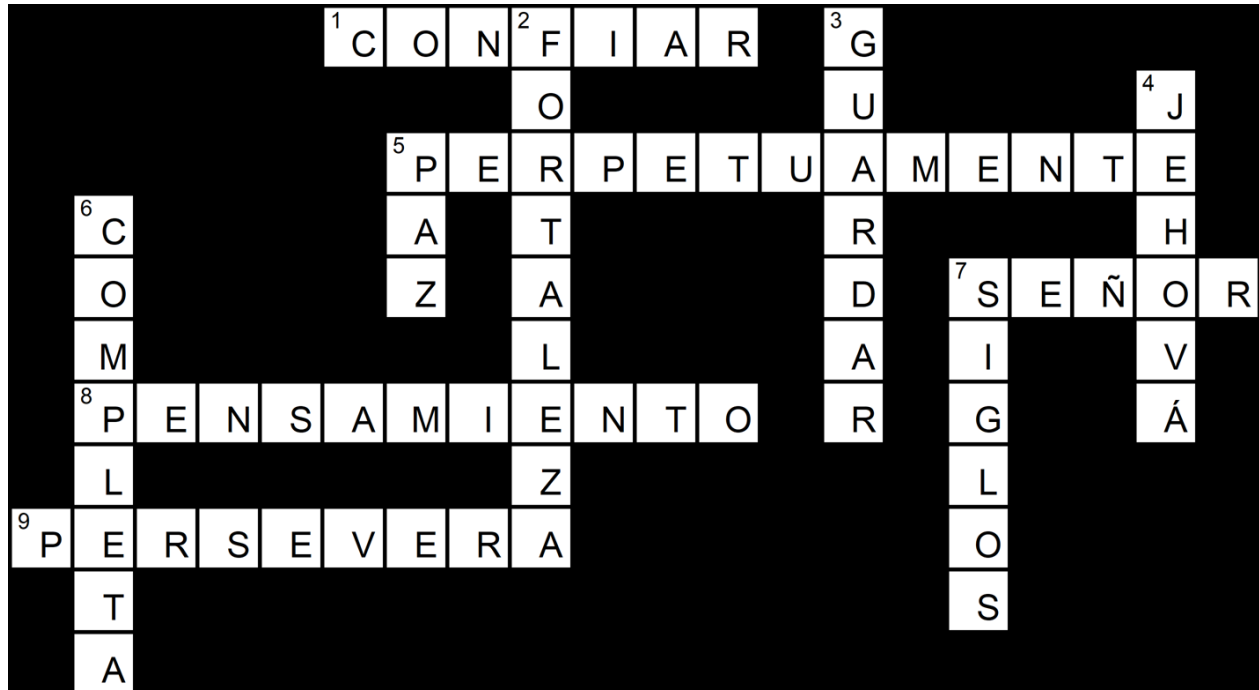 1 CONFIAR
2 FORTALEZA
3 GUARDAR
4 JEHOVÁ
5 PERPETUAMENTE
PAZ
6 COMPLETA
7 SEÑOR
SIGLOS
8 PENSAMIENTO
9 PERSEVERA